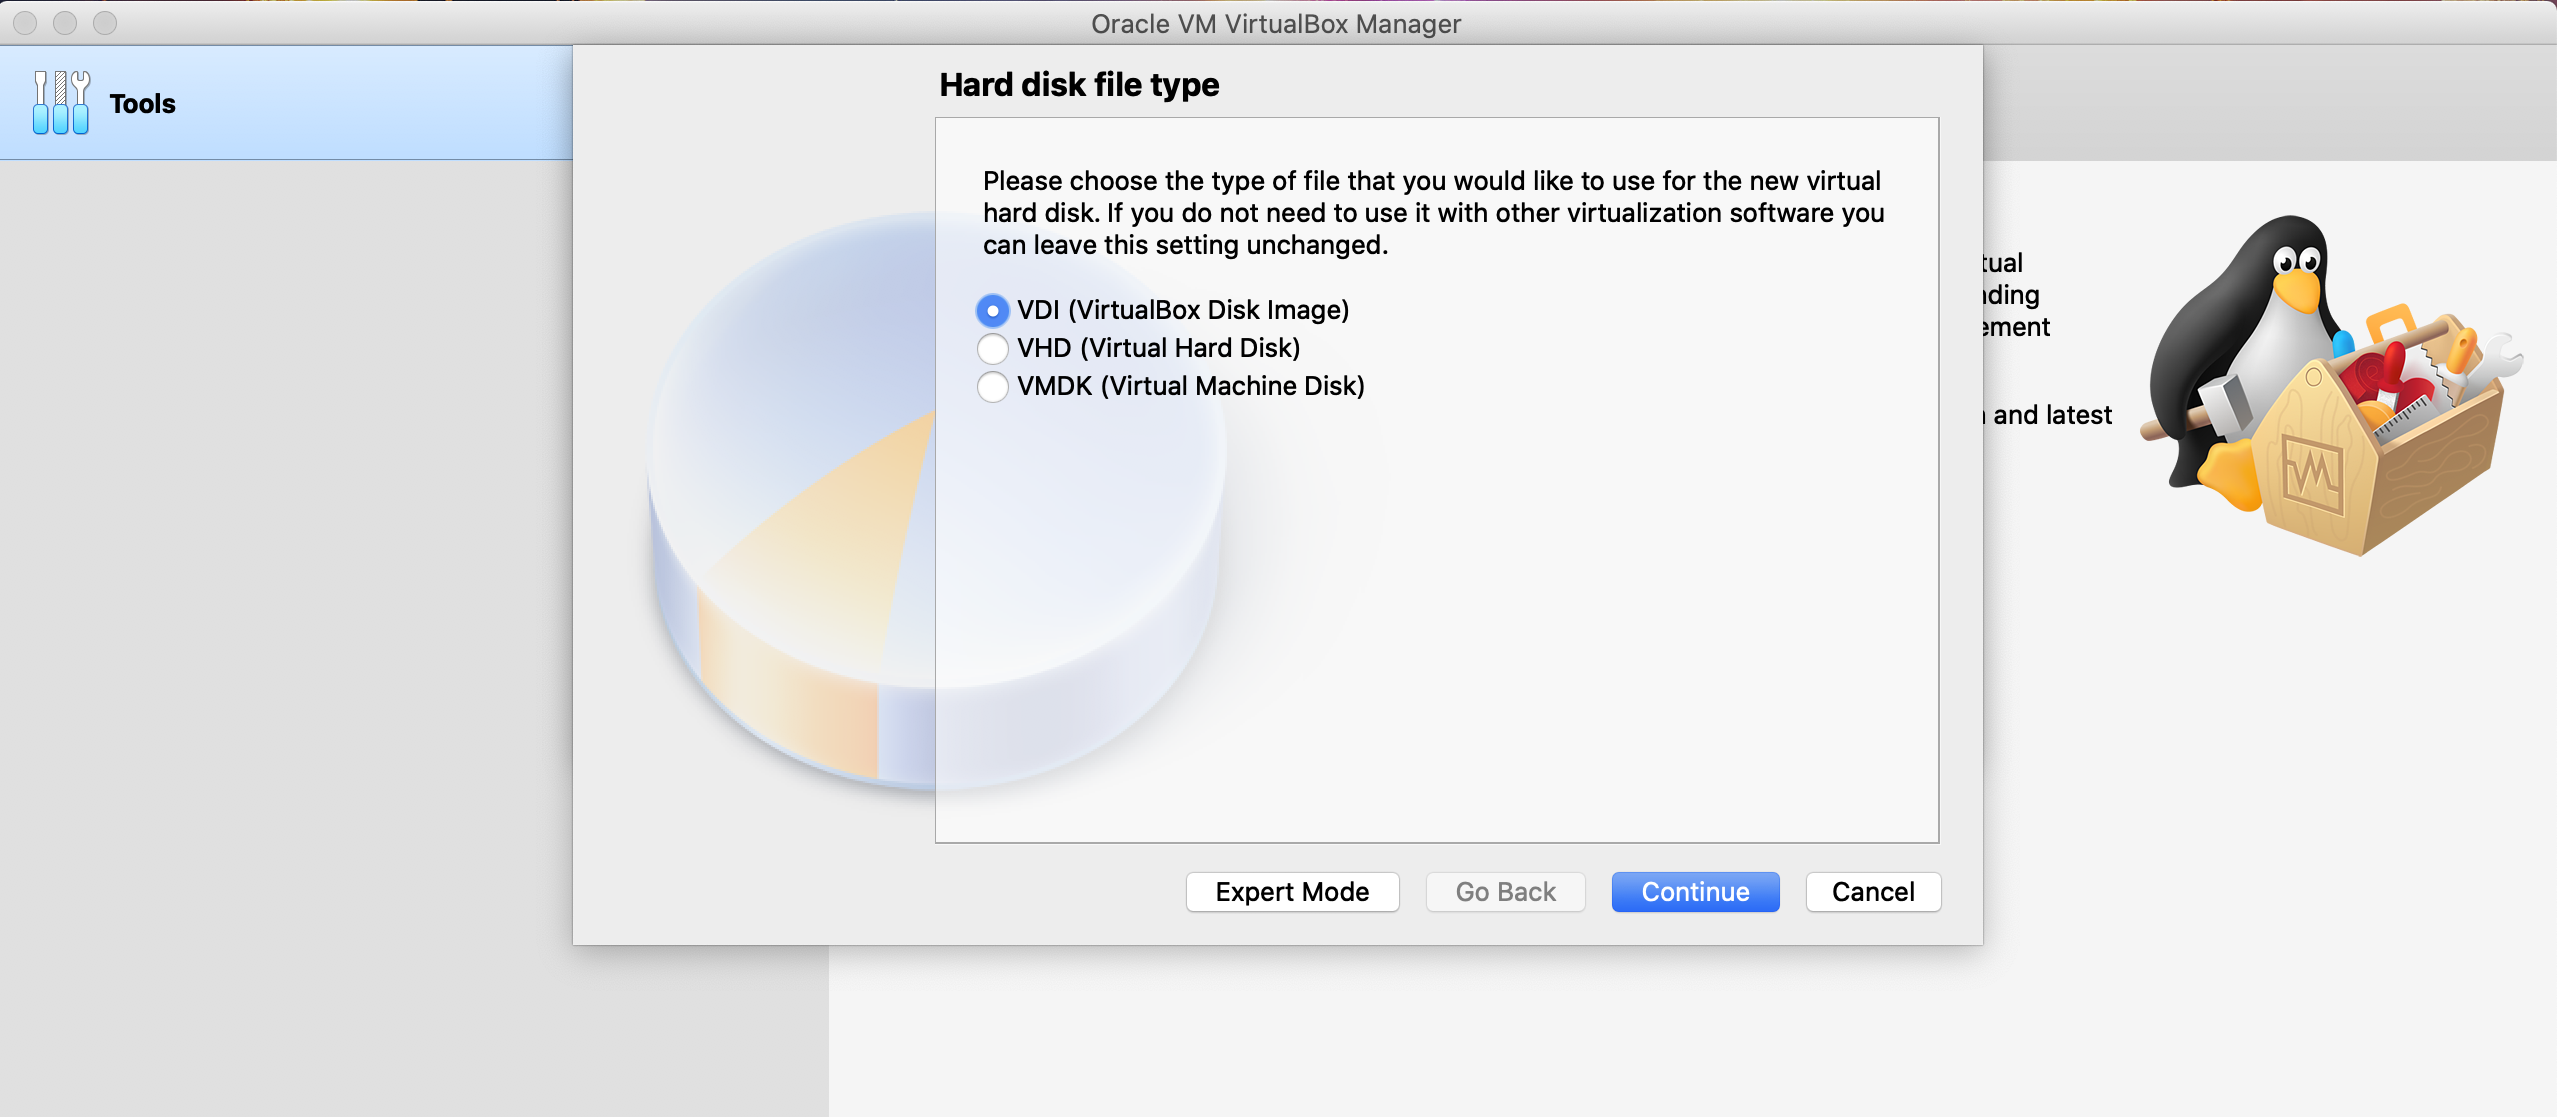 Oracle VM VirtualBox Manager
Tools
Hard disk file type
Please choose the type of file that you would like to use for the new virtual
hard disk. If you do not need to use it with other virtualization software you
can leave this setting unchanged.
VDI (VirtualBox Disk Image)
VHD (Virtual Hard Disk)
VMDK (Virtual Machine Disk)
and latest
Expert Mode
Go Back
Continue
Cancel